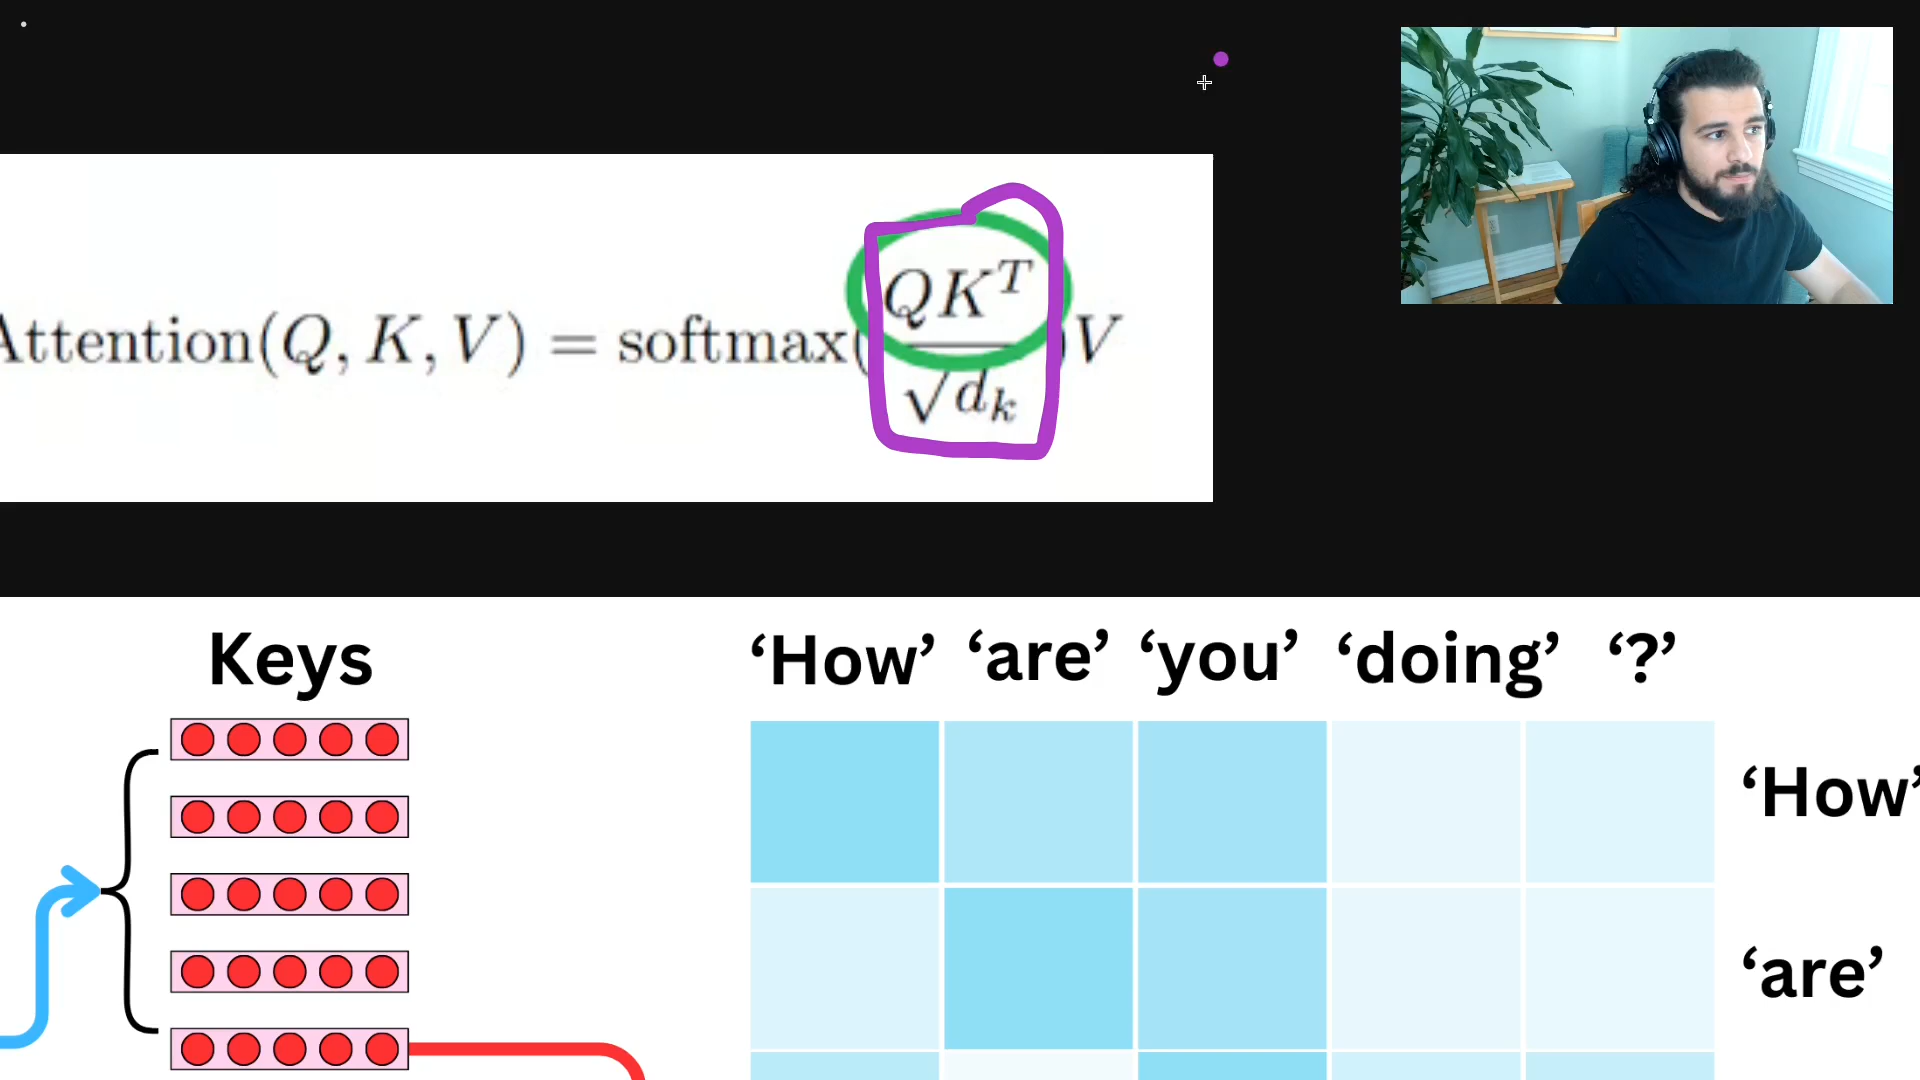 Attention(Q, K, V) = softmax(QK^T / √d_k)V
Keys
‘How’ ‘are’ ‘you’ ‘doing’ ‘?’
‘How’
‘are’